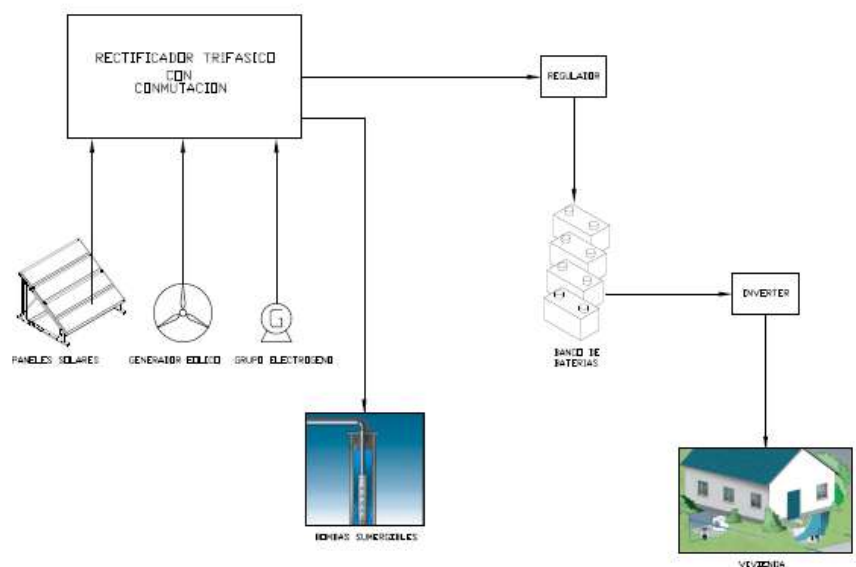 RECTIFICADOR TRIFASICO
CON
CONMUTACION
REGULADOR
INVERTER
PANELES SOLARES
GENERADOR EOLICO
GRUPO ELECTROGENO
G
BANCO DE
BATERIAS
BOMBAS SUMERGIBLES
VIVIENDA